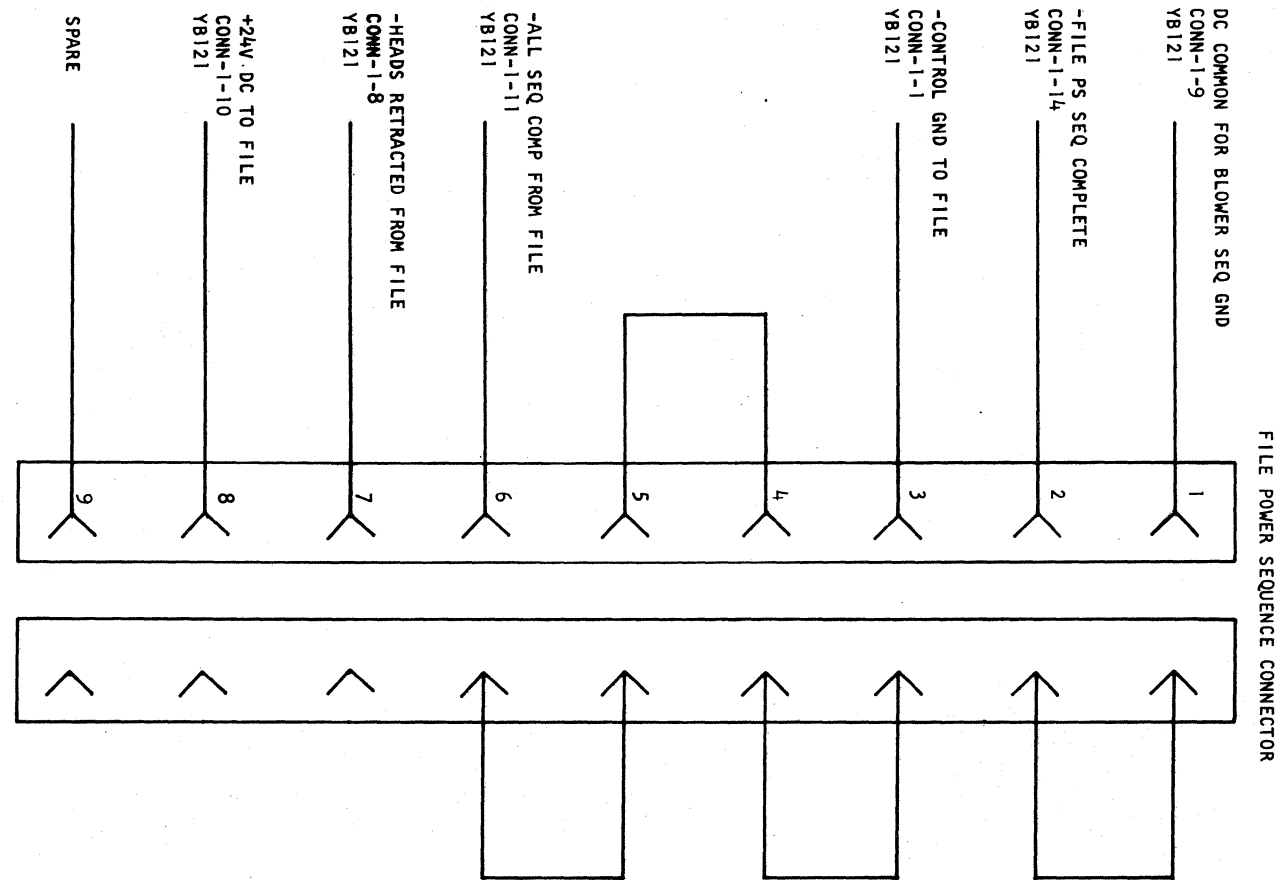 FILE POWER SEQUENCE CONNECTOR
DC COMMON FOR BLOWER SEQ GND
CONN-1-9
YB121
1
-FILE PS SEQ COMPLETE
CONN-1-14
YB121
2
-CONTROL GND TO FILE
CONN-1-1
YB121
3
4
5
-ALL SEQ COMP FROM FILE
CONN-1-11
YB121
6
-HEADS RETRACTED FROM FILE
CONN-1-8
YB121
7
+24V DC TO FILE
CONN-1-10
YB121
8
SPARE
9